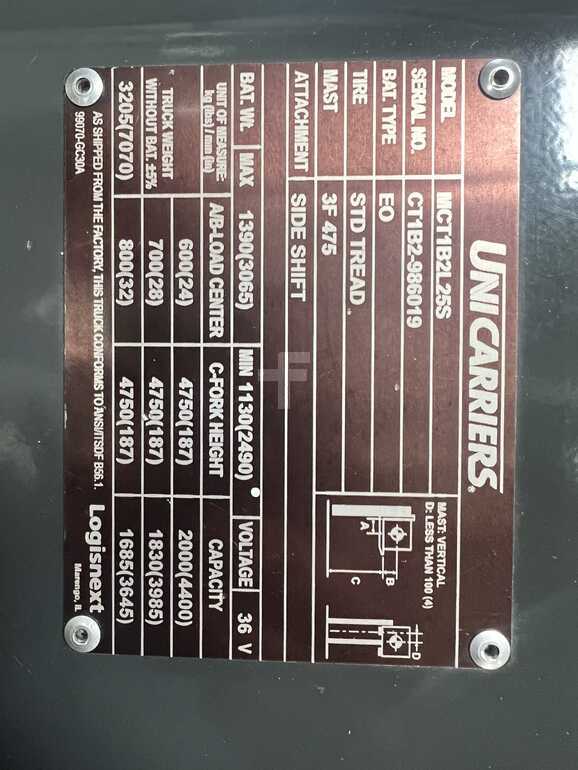 UNICARRIERS®
MODEL MCT1B2L25S
SERIAL NO. CT1B2-986019
BAT. TYPE EO
TIRE STD TREAD
MAST 3F 475
ATTACHMENT SIDE SHIFT
MAST: VERTICAL
D: LESS THAN 100 (4)
A
B
C
D
BAT. Wt. MAX 1390(3065) MIN 1130(2490) VOLTAGE 36 V
UNIT OF MEASURE: kg (lbs) / mm (in) A/B-LOAD CENTER C-FORK HEIGHT CAPACITY
TRUCK WEIGHT 600(24) 4750(187) 2000(4400)
WITHOUT BAT. ±5% 700(28) 4750(187) 1830(3985)
3205(7070) 800(32) 4750(187) 1685(3645)
AS SHIPPED FROM THE FACTORY, THIS TRUCK CONFORMS TO ANSI/ITSDF B56.1.
99070-GC30A
Logisnext
Marengo, IL